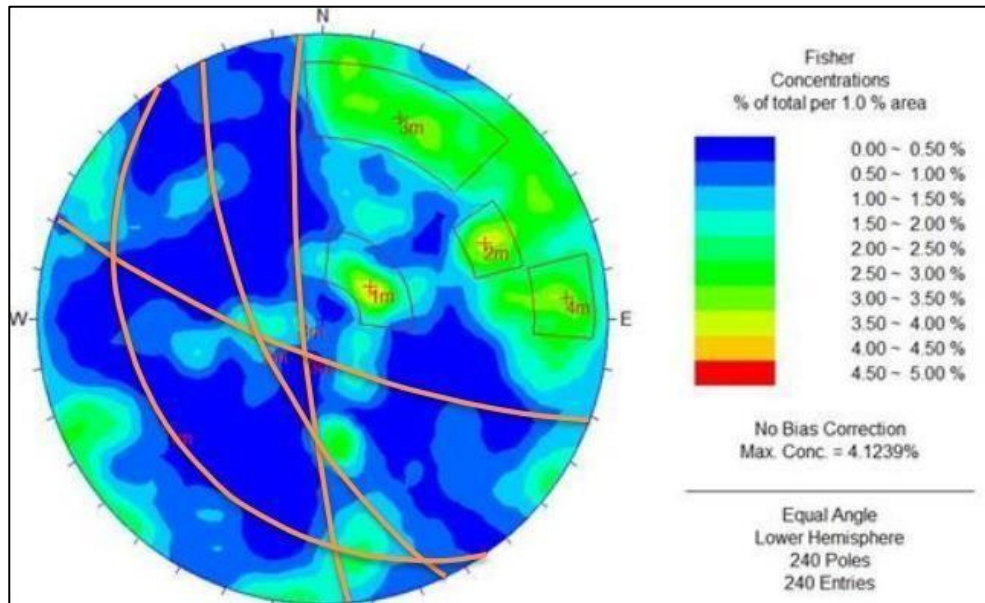 N
Fisher
Concentrations
% of total per 1.0 % area
3m
0.00 ~ 0.50 %
0.50 ~ 1.00 %
1.00 ~ 1.50 %
1.50 ~ 2.00 %
2.00 ~ 2.50 %
2.50 ~ 3.00 %
3.00 ~ 3.50 %
3.50 ~ 4.00 %
4.00 ~ 4.50 %
4.50 ~ 5.00 %
2m
1m
4m
W
E
No Bias Correction
Max. Conc. = 4.1239%
Equal Angle
Lower Hemisphere
240 Poles
240 Entries